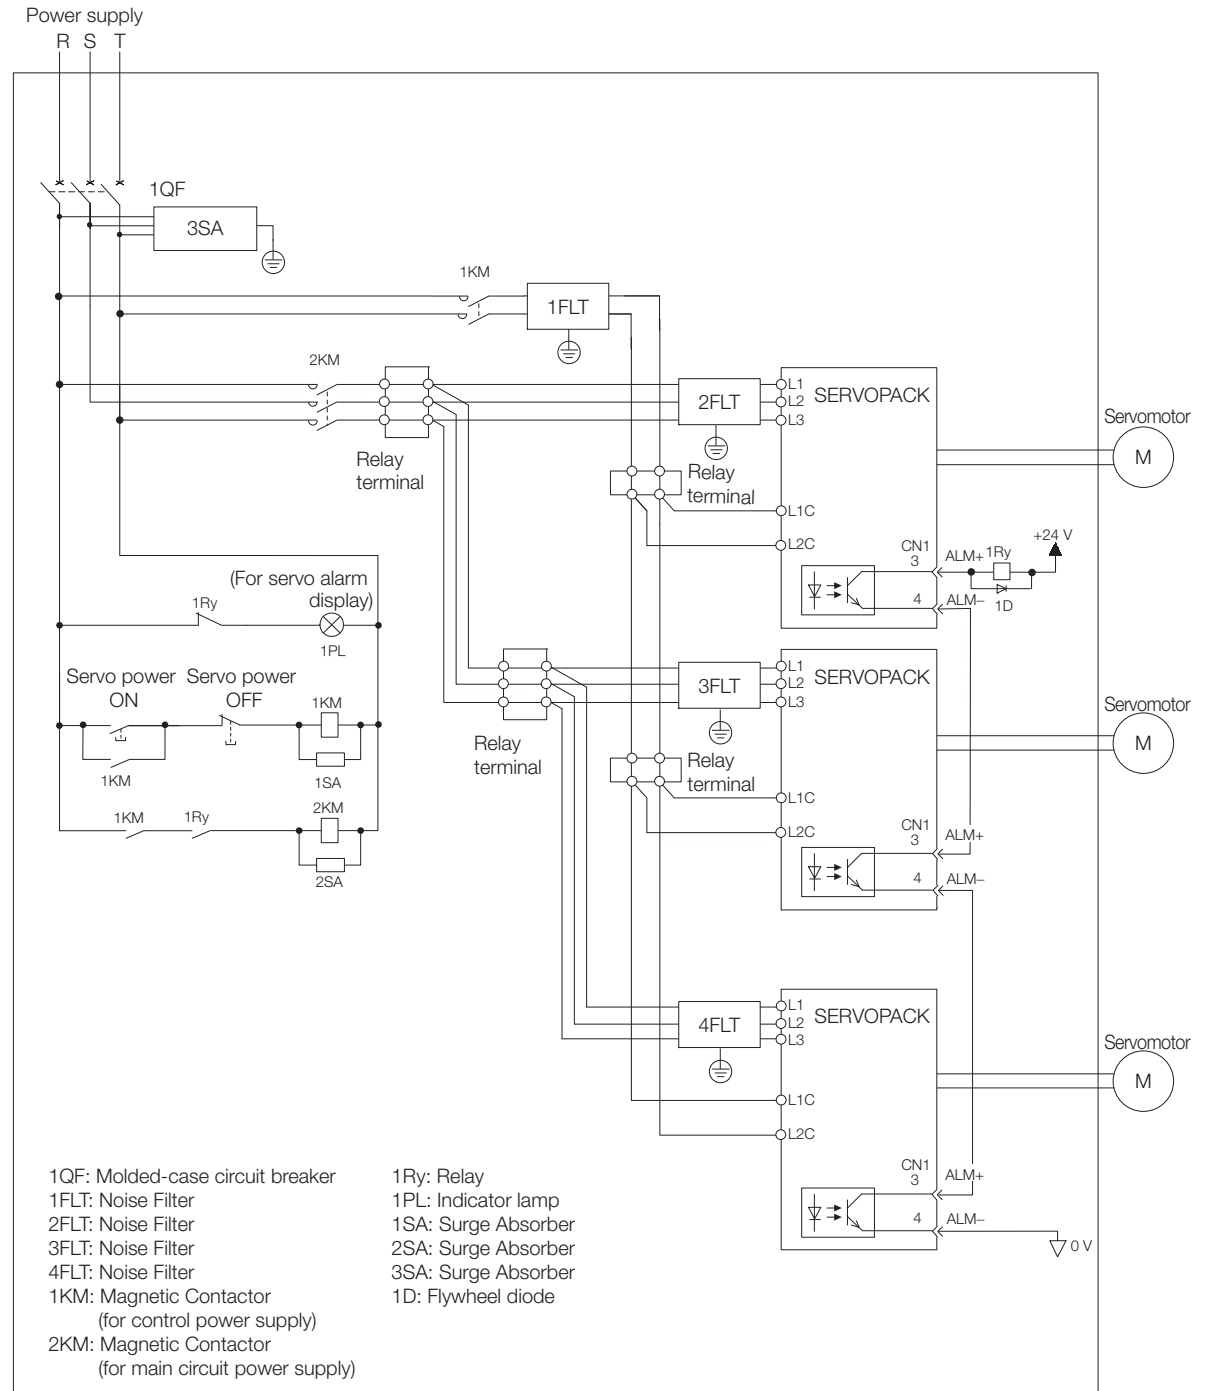 Power supply
R S T
1QF
3SA
1KM
1FLT
2KM
L1
2FLT
L2
SERVOPACK
L3
Servomotor
M
Relay
terminal
Relay
terminal
L1C
L2C
CN1
3
ALM+
1Ry
+24 V
4
ALM–
1D
(For servo alarm
display)
1Ry
1PL
Servo power
ON
Servo power
OFF
1KM
1KM
1SA
1KM
1Ry
2KM
2SA
L1
3FLT
L2
SERVOPACK
L3
Servomotor
M
Relay
terminal
Relay
terminal
L1C
L2C
CN1
3
ALM+
4
ALM–
L1
4FLT
L2
SERVOPACK
L3
Servomotor
M
L1C
L2C
CN1
3
ALM+
4
ALM–
0 V
1QF: Molded-case circuit breaker
1FLT: Noise Filter
2FLT: Noise Filter
3FLT: Noise Filter
4FLT: Noise Filter
1KM: Magnetic Contactor
(for control power supply)
2KM: Magnetic Contactor
(for main circuit power supply)
1Ry: Relay
1PL: Indicator lamp
1SA: Surge Absorber
2SA: Surge Absorber
3SA: Surge Absorber
1D: Flywheel diode